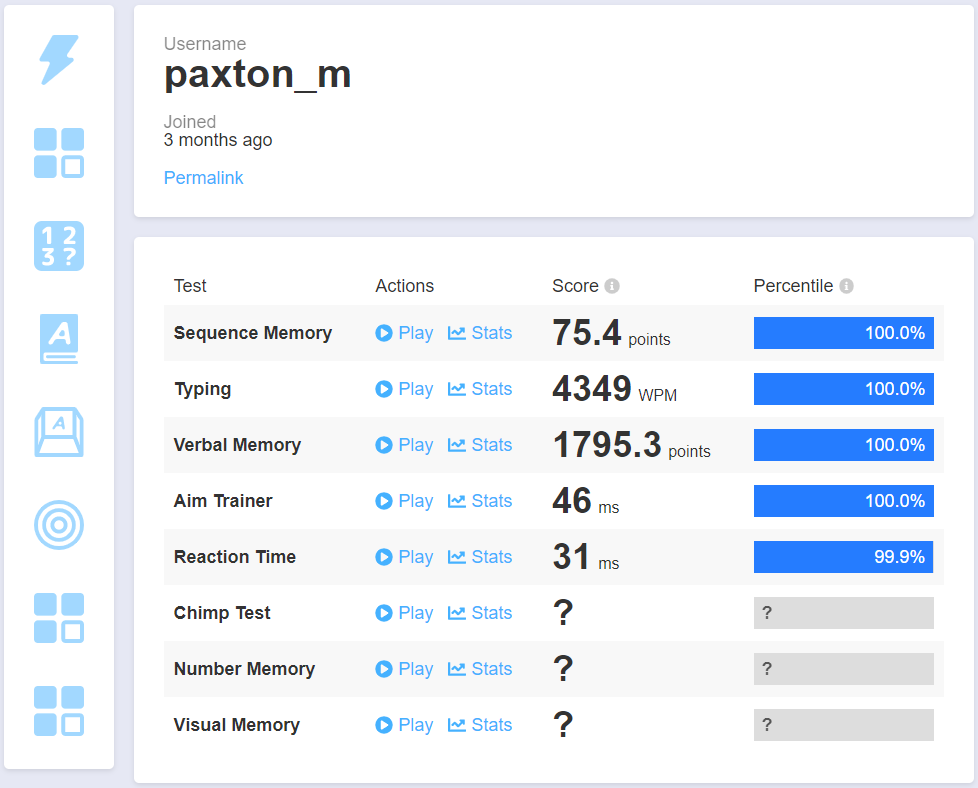 Username
paxton_m
Joined
3 months ago
Permalink
1 2
3 ?
A
A
Test Actions Score i Percentile i
Sequence Memory Play Stats 75.4 points 100.0%
Typing Play Stats 4349 WPM 100.0%
Verbal Memory Play Stats 1795.3 points 100.0%
Aim Trainer Play Stats 46 ms 100.0%
Reaction Time Play Stats 31 ms 99.9%
Chimp Test Play Stats ? ?
Number Memory Play Stats ? ?
Visual Memory Play Stats ? ?